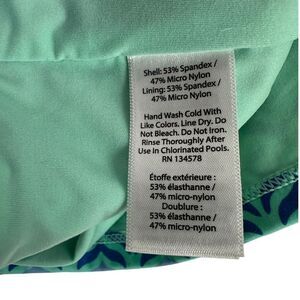 Shell: 53% Spandex /
47% Micro Nylon
Lining: 53% Spandex /
47% Micro Nylon
Hand Wash Cold With
Like Colors. Line Dry. Do
Not Bleach. Do Not Iron.
Rinse Thoroughly After
Use In Chlorinated Pools.
RN 134578
Étoffe extérieure :
53% élasthanne /
47% micro-nylon
Doublure :
53% élasthanne /
47% micro-nylon